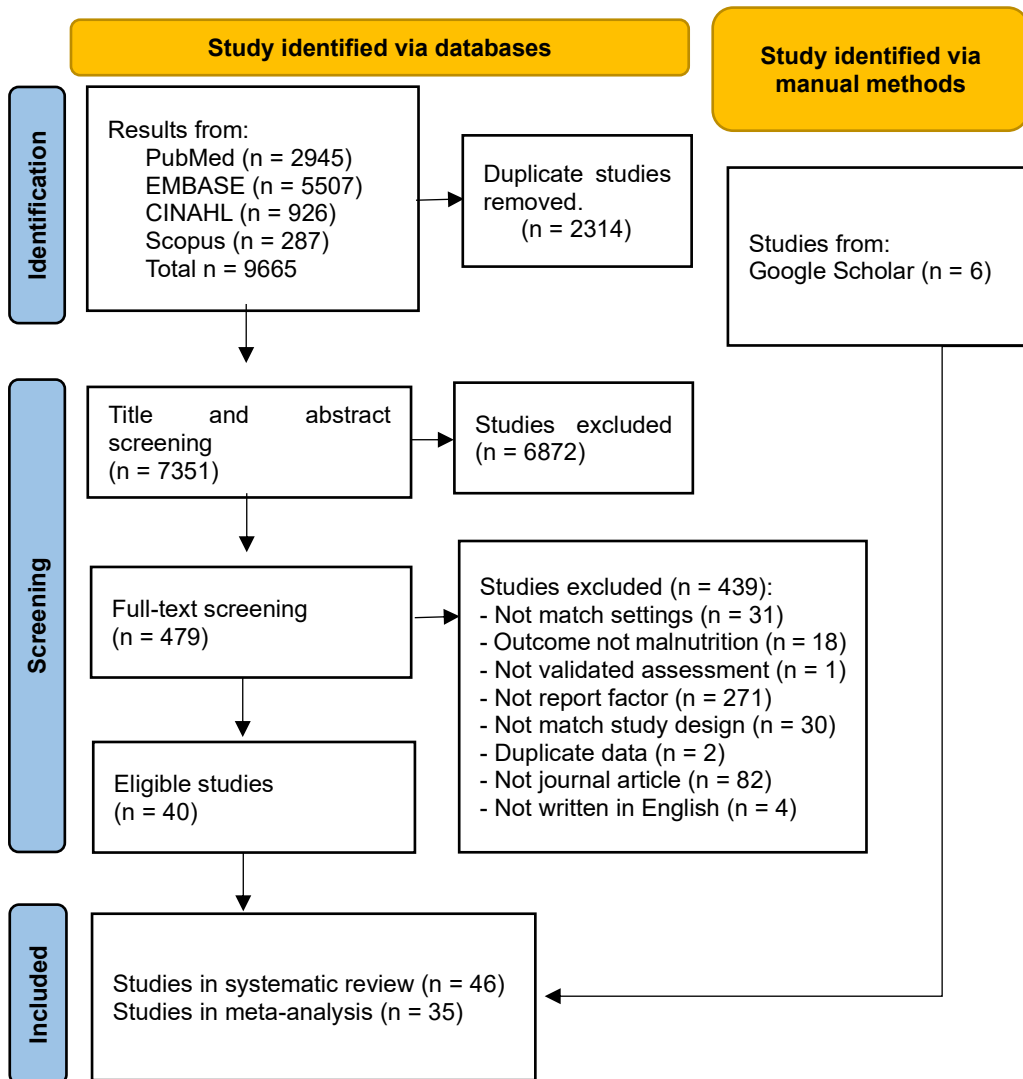 Study identified via databases
Study identified via
manual methods
Identification
Results from:
PubMed (n = 2945)
EMBASE (n = 5507)
CINAHL (n = 926)
Scopus (n = 287)
Total n = 9665
Duplicate studies
removed.
(n = 2314)
Studies from:
Google Scholar (n = 6)
Screening
Title and abstract
screening
(n = 7351)
Studies excluded
(n = 6872)
Full-text screening
(n = 479)
Studies excluded (n = 439):
- Not match settings (n = 31)
- Outcome not malnutrition (n = 18)
- Not validated assessment (n = 1)
- Not report factor (n = 271)
- Not match study design (n = 30)
- Duplicate data (n = 2)
- Not journal article (n = 82)
- Not written in English (n = 4)
Eligible studies
(n = 40)
Included
Studies in systematic review (n = 46)
Studies in meta-analysis (n = 35)